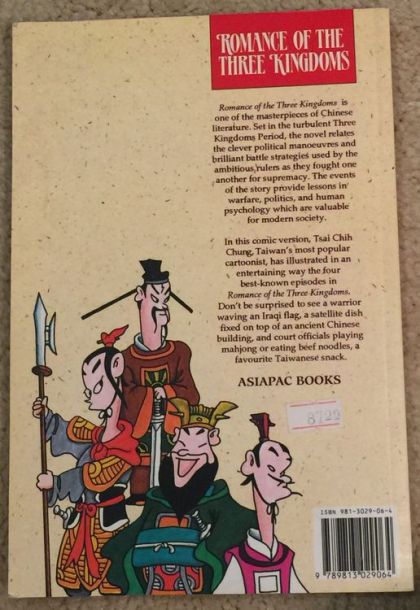 ROMANCE OF THE
THREE KINGDOMS
Romance of the Three Kingdoms is
one of the masterpieces of Chinese
literature. Set in the turbulent Three
Kingdoms Period, the novel relates
the clever political manoeuvres and
brilliant battle strategies used by the
ambitious rulers as they fought one
another for supremacy. The events
of the story provide lessons in
warfare, politics, and human
psychology which are valuable
for modern society.
In this comic version, Tsai Chih
Chung, Taiwan's most popular
cartoonist, has illustrated in an
entertaining way the four
best-known episodes in
Romance of the Three Kingdoms.
Don't be surprised to see a warrior
waving an Iraqi flag, a satellite dish
fixed on top of an ancient Chinese
building, and court officials playing
mahjong or eating beef noodles, a
favourite Taiwanese snack.
ASIAPAC BOOKS
8729
ISBN 981-3029-06-4
9 789813 029064